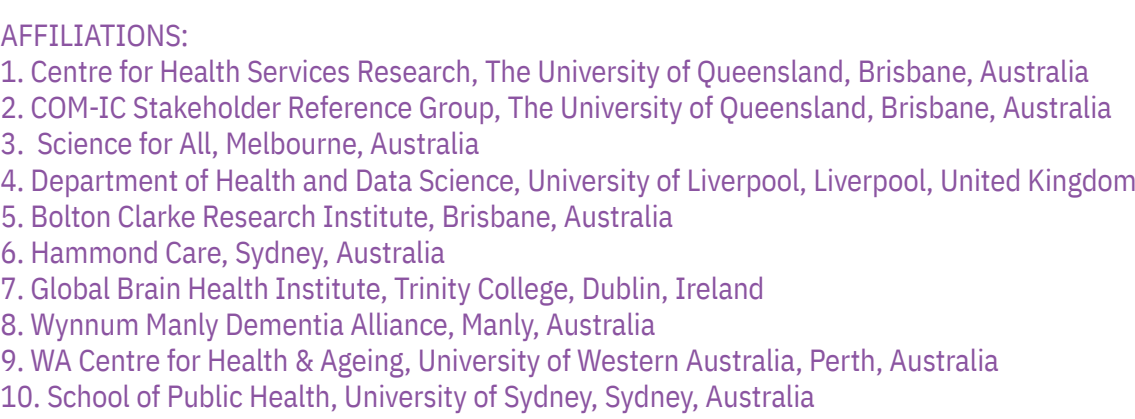 AFFILIATIONS:
1. Centre for Health Services Research, The University of Queensland, Brisbane, Australia
2. COM-IC Stakeholder Reference Group, The University of Queensland, Brisbane, Australia
3.  Science for All, Melbourne, Australia
4. Department of Health and Data Science, University of Liverpool, Liverpool, United Kingdom
5. Bolton Clarke Research Institute, Brisbane, Australia
6. Hammond Care, Sydney, Australia
7. Global Brain Health Institute, Trinity College, Dublin, Ireland
8. Wynnum Manly Dementia Alliance, Manly, Australia
9. WA Centre for Health & Ageing, University of Western Australia, Perth, Australia
10. School of Public Health, University of Sydney, Sydney, Australia